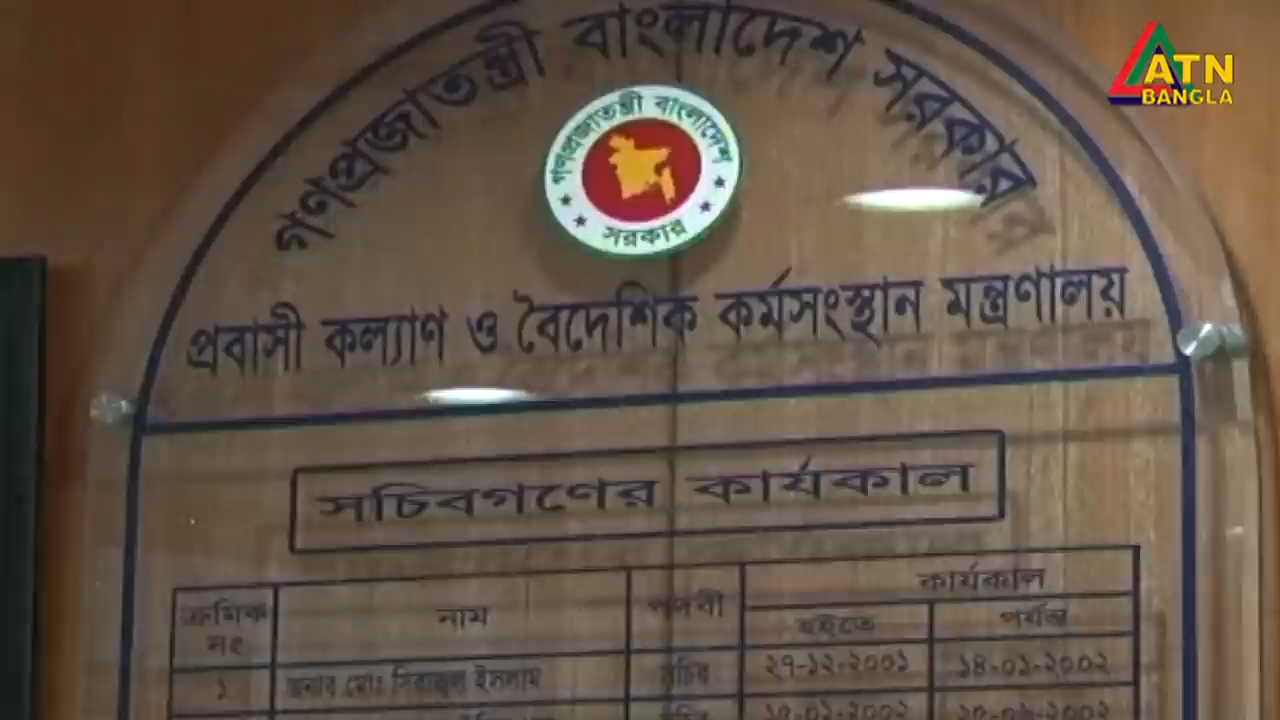 ATN
BANGLA
গণপ্রজাতন্ত্রী বাংলাদেশ সরকার
গণপ্রজাতন্ত্রী বাংলাদেশ
সরকার
প্রবাসী কল্যাণ ও বৈদেশিক কর্মসংস্থান মন্ত্রণালয়
সচিবগণের কার্যকাল
ক্রমিক নং নাম পদবী কার্যকাল
হইতে পর্যন্ত
১ জনাব মোঃ সিরাজুল ইসলাম সচিব ২৭-১২-২০০১ ১৪-০১-২০০২